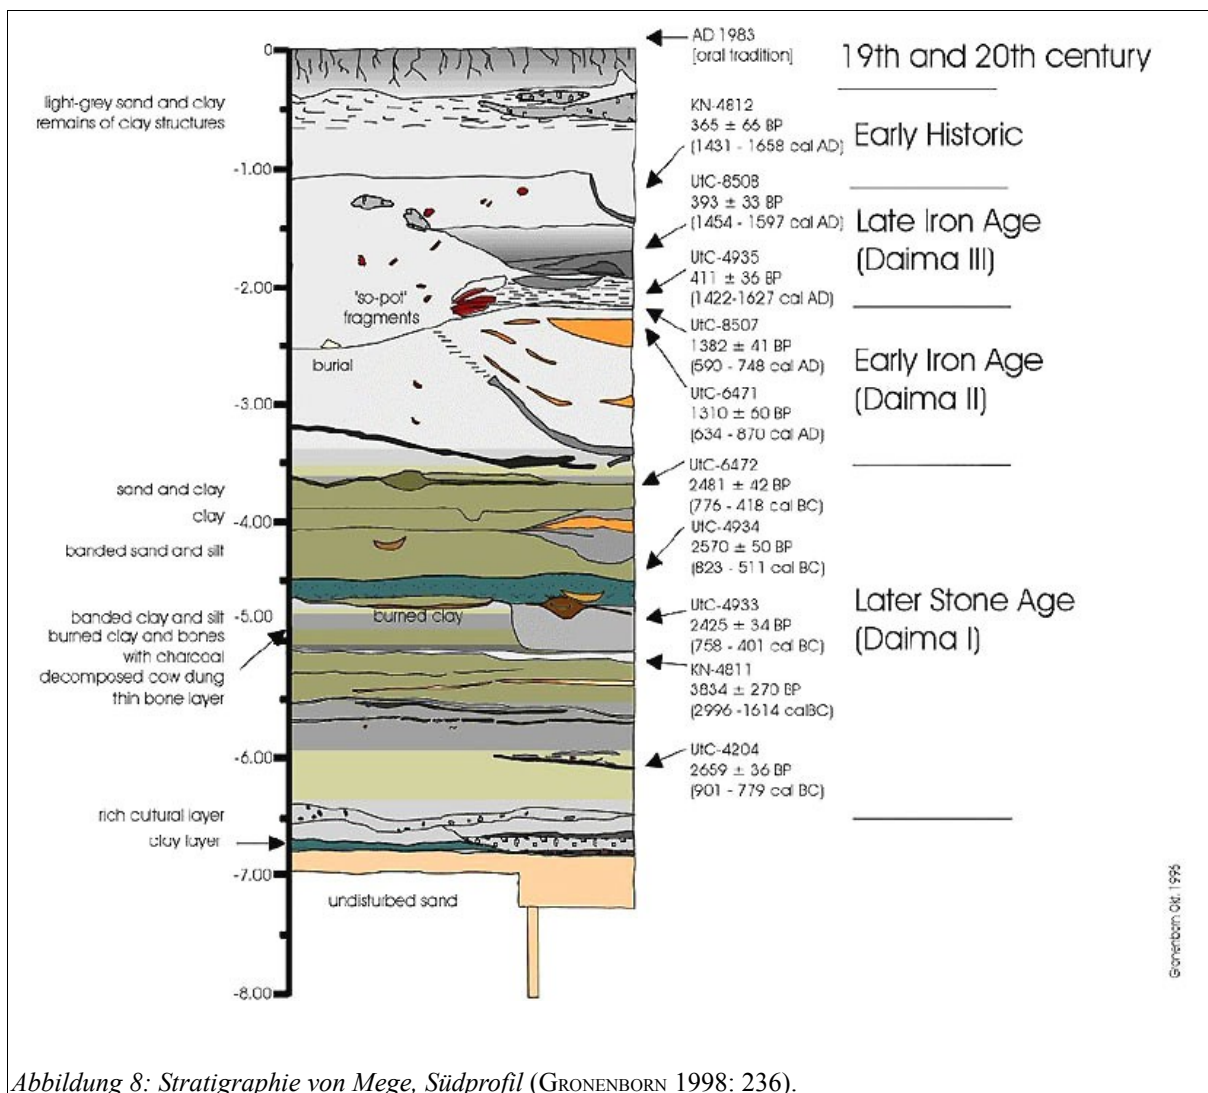 0
-1.00
-2.00
-3.00
-4.00
-5.00
-6.00
-7.00
-8.00
light-grey sand and clay
remains of clay structures
'so-pot'
fragments
burial
sand and clay
clay
banded sand and silt
banded clay and silt
burned clay and bones
with charcoal
decomposed cow dung
thin bone layer
burned clay
rich cultural layer
clay layer
undisturbed sand
AD 1983
[oral tradition]
KN-4812
365 ± 66 BP
(1431 - 1658 cal AD)
UtC-8508
393 ± 33 BP
(1454 - 1597 cal AD)
UtC-4935
411 ± 36 BP
(1422-1627 cal AD)
UtC-8507
1382 ± 41 BP
(590 - 748 cal AD)
UtC-6471
1310 ± 60 BP
(634 - 870 cal AD)
UtC-6472
2481 ± 42 BP
(776 - 418 cal BC)
UtC-4934
2570 ± 50 BP
(823 - 511 cal BC)
UtC-4933
2425 ± 34 BP
(758 - 401 cal BC)
KN-4811
3834 ± 270 BP
(2996 -1614 calBC)
UtC-4204
2659 ± 36 BP
(901 - 779 cal BC)
19th and 20th century
Early Historic
Late Iron Age
(Daima III)
Early Iron Age
(Daima II)
Later Stone Age
(Daima I)
Gronenborn Okt. 1996
Abbildung 8: Stratigraphie von Mege, Südprofil (GRONENBORN 1998: 236).